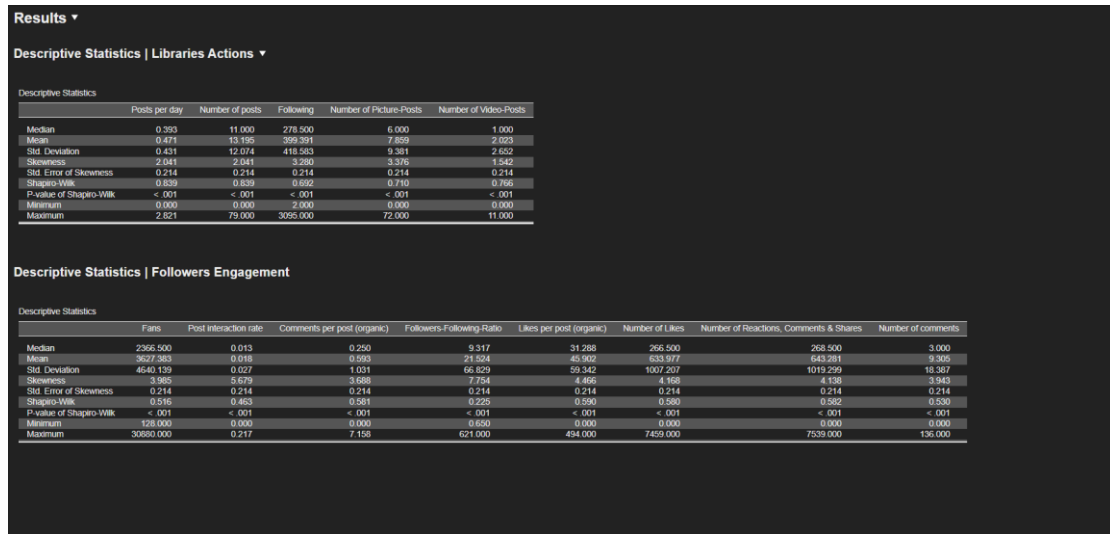 Results ▼
Descriptive Statistics | Libraries Actions ▼
Descriptive Statistics
Posts per day Number of posts Following Number of Picture-Posts Number of Video-Posts
Median 0.393 11.000 278.500 6.000 1.000
Mean 0.471 13.195 399.391 7.859 2.023
Std. Deviation 0.431 12.074 418.583 9.381 2.652
Skewness 2.041 2.041 3.280 3.376 1.542
Std. Error of Skewness 0.214 0.214 0.214 0.214 0.214
Shapiro-Wilk 0.839 0.839 0.692 0.710 0.766
P-value of Shapiro-Wilk < .001 < .001 < .001 < .001 < .001
Minimum 0.000 0.000 2.000 0.000 0.000
Maximum 2.821 79.000 3095.000 72.000 11.000
Descriptive Statistics | Followers Engagement
Descriptive Statistics
Fans Post interaction rate Comments per post (organic) Followers-Following-Ratio Likes per post (organic) Number of Likes Number of Reactions, Comments & Shares Number of comments
Median 2366.500 0.013 0.250 9.317 31.288 266.500 268.500 3.000
Mean 3627.383 0.018 0.593 21.524 45.902 633.977 643.281 9.305
Std. Deviation 4640.139 0.027 1.031 66.829 59.342 1007.207 1019.299 18.387
Skewness 3.985 5.679 3.688 7.754 4.466 4.168 4.138 3.943
Std. Error of Skewness 0.214 0.214 0.214 0.214 0.214 0.214 0.214 0.214
Shapiro-Wilk 0.516 0.463 0.581 0.225 0.590 0.580 0.582 0.530
P-value of Shapiro-Wilk < .001 < .001 < .001 < .001 < .001 < .001 < .001 < .001
Minimum 128.000 0.000 0.000 0.650 0.000 0.000 0.000 0.000
Maximum 30880.000 0.217 7.158 621.000 494.000 7459.000 7539.000 136.000